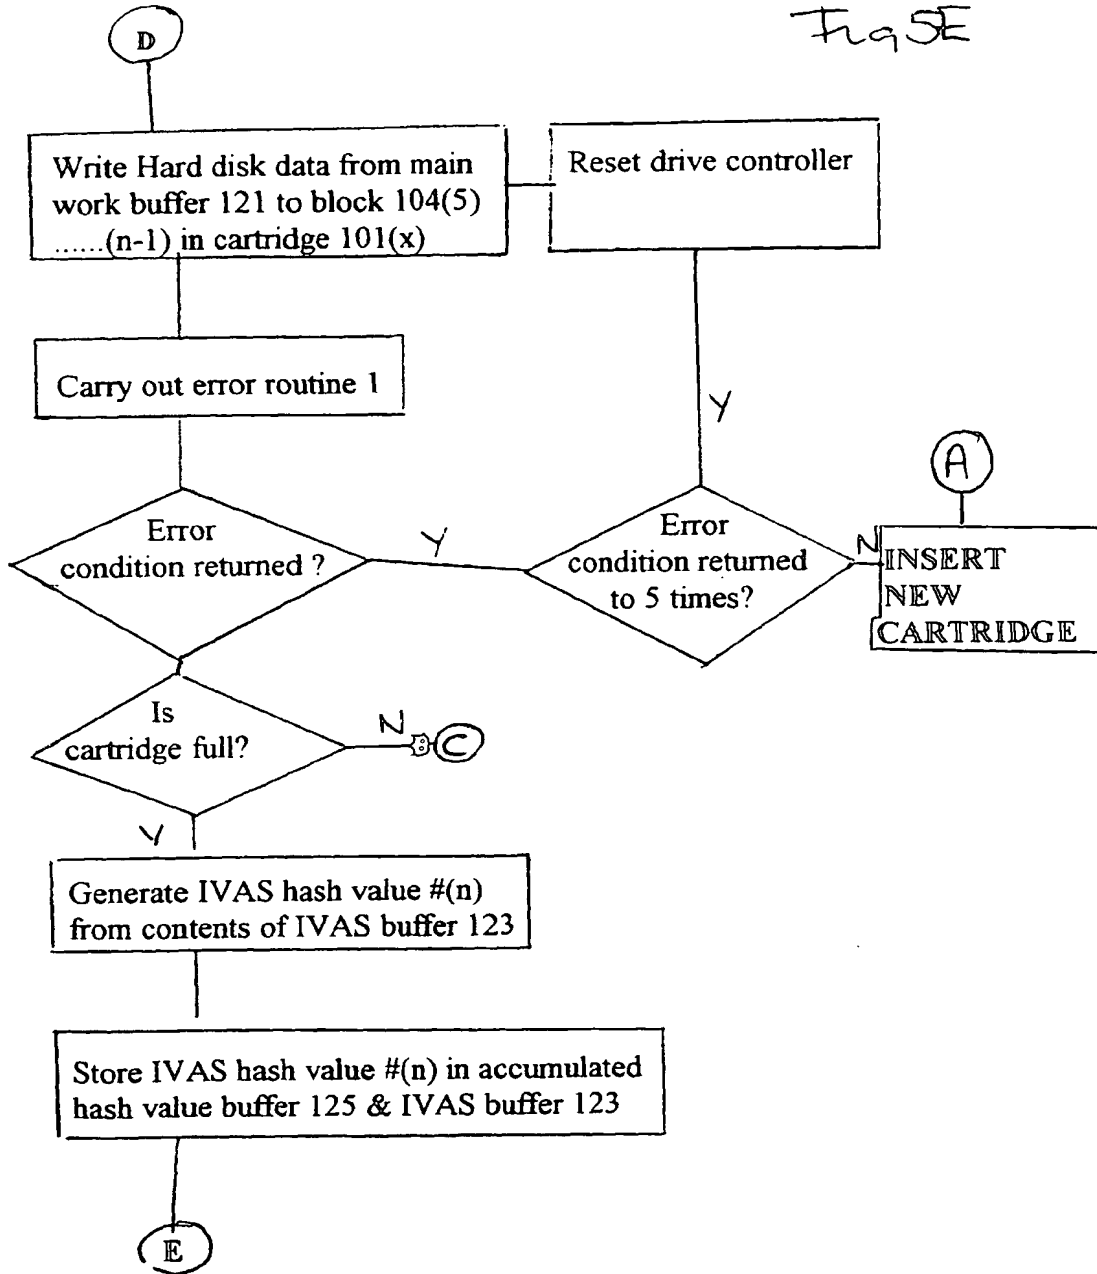 Fig 5E
D
Write Hard disk data from main
work buffer 121 to block 104(5)
......(n-1) in cartridge 101(x)
Reset drive controller
Carry out error routine 1
Y
A
Error
condition returned ?
Y
Error
condition returned
to 5 times?
N
INSERT
NEW
CARTRIDGE
Is
cartridge full?
N
C
Y
Generate IVAS hash value #(n)
from contents of IVAS buffer 123
Store IVAS hash value #(n) in accumulated
hash value buffer 125 & IVAS buffer 123
E